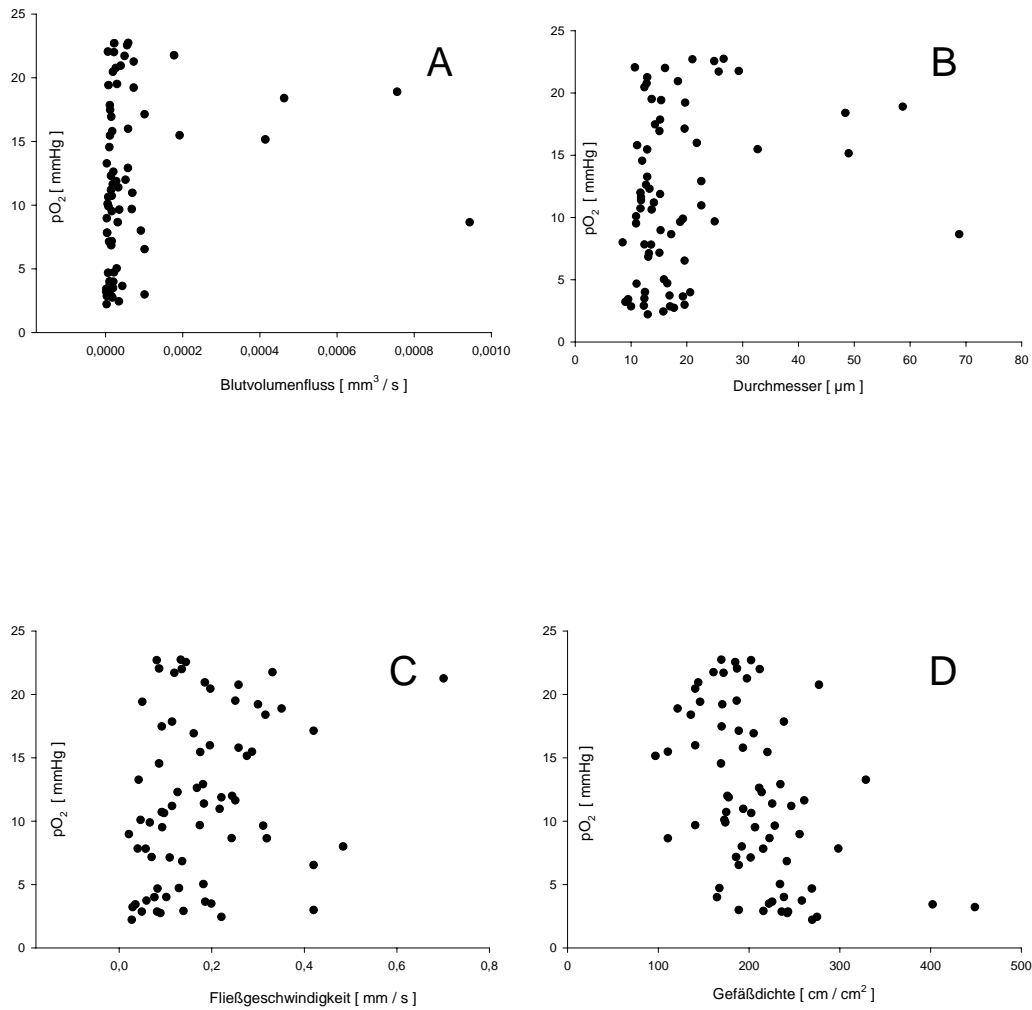 A
25
20
15
10
5
0
pO2 [ mmHg ]
0,0000 0,0002 0,0004 0,0006 0,0008 0,0010
Blutvolumenfluss [ mm3 / s ]
B
25
20
15
10
5
0
pO2 [ mmHg ]
0 10 20 30 40 50 60 70 80
Durchmesser [ µm ]
C
25
20
15
10
5
0
pO2 [ mmHg ]
0,0 0,2 0,4 0,6 0,8
Fließgeschwindigkeit [ mm / s ]
D
25
20
15
10
5
0
pO2 [ mmHg ]
0 100 200 300 400 500
Gefäßdichte [ cm / cm2 ]